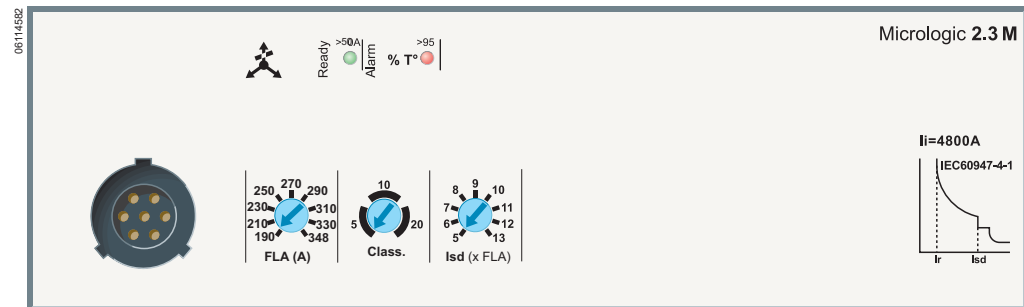 06114582
Micrologic 2.3 M
Ready
>50A
Alarm
% T°
>95
Ii=4800A
IEC60947-4-1
Ir
Isd
190
210
230
250
270
290
310
330
348
FLA (A)
5
10
20
Class.
5
6
7
8
9
10
11
12
13
Isd (x FLA)